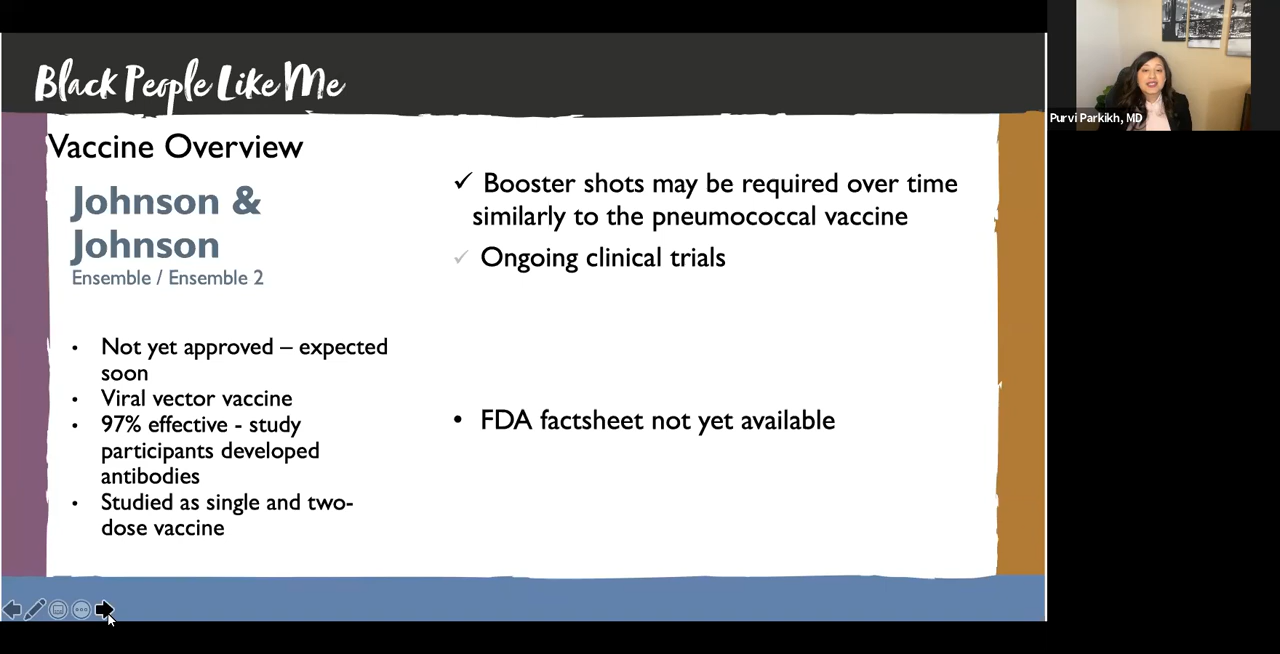 Black People Like Me
Purvi Parkikh, MD
Vaccine Overview
Johnson &
Johnson
Ensemble / Ensemble 2
• Not yet approved – expected
soon
• Viral vector vaccine
• 97% effective - study
participants developed
antibodies
• Studied as single and two-
dose vaccine
✓ Booster shots may be required over time
similarly to the pneumococcal vaccine
✓ Ongoing clinical trials
• FDA factsheet not yet available